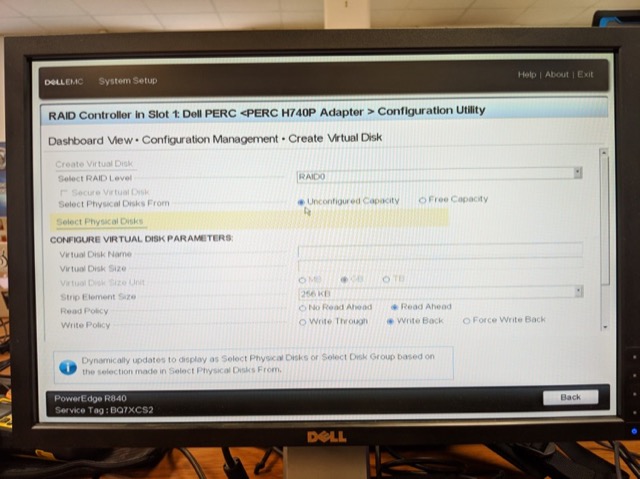 DELLEMC System Setup
Help | About | Exit
RAID Controller in Slot 1: Dell PERC <PERC H740P Adapter > Configuration Utility
Dashboard View • Configuration Management • Create Virtual Disk
Create Virtual Disk
Select RAID Level RAID0
Secure Virtual Disk
Select Physical Disks From Unconfigured Capacity Free Capacity
Select Physical Disks
CONFIGURE VIRTUAL DISK PARAMETERS:
Virtual Disk Name
Virtual Disk Size
Virtual Disk Size Unit MB GB TB
Strip Element Size 256 KB
Read Policy No Read Ahead Read Ahead
Write Policy Write Through Write Back Force Write Back
Dynamically updates to display as Select Physical Disks or Select Disk Group based on
the selection made in Select Physical Disks From.
PowerEdge R840
Service Tag : BQ7XCS2
Back
DELL